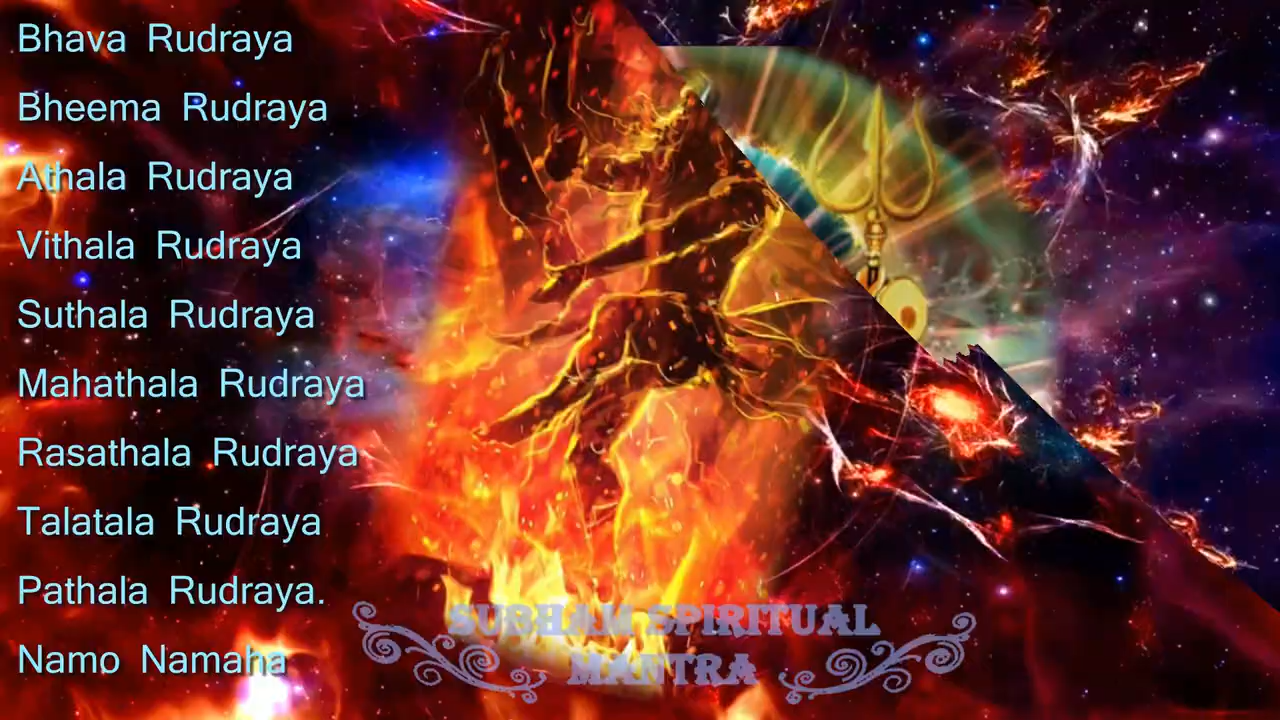 Bhava Rudraya
Bheema Rudraya
Athala Rudraya
Vithala Rudraya
Suthala Rudraya
Mahathala Rudraya
Rasathala Rudraya
Talatala Rudraya
Pathala Rudraya.
Namo Namaha
SUBHAM SPIRITUAL
MANTRA